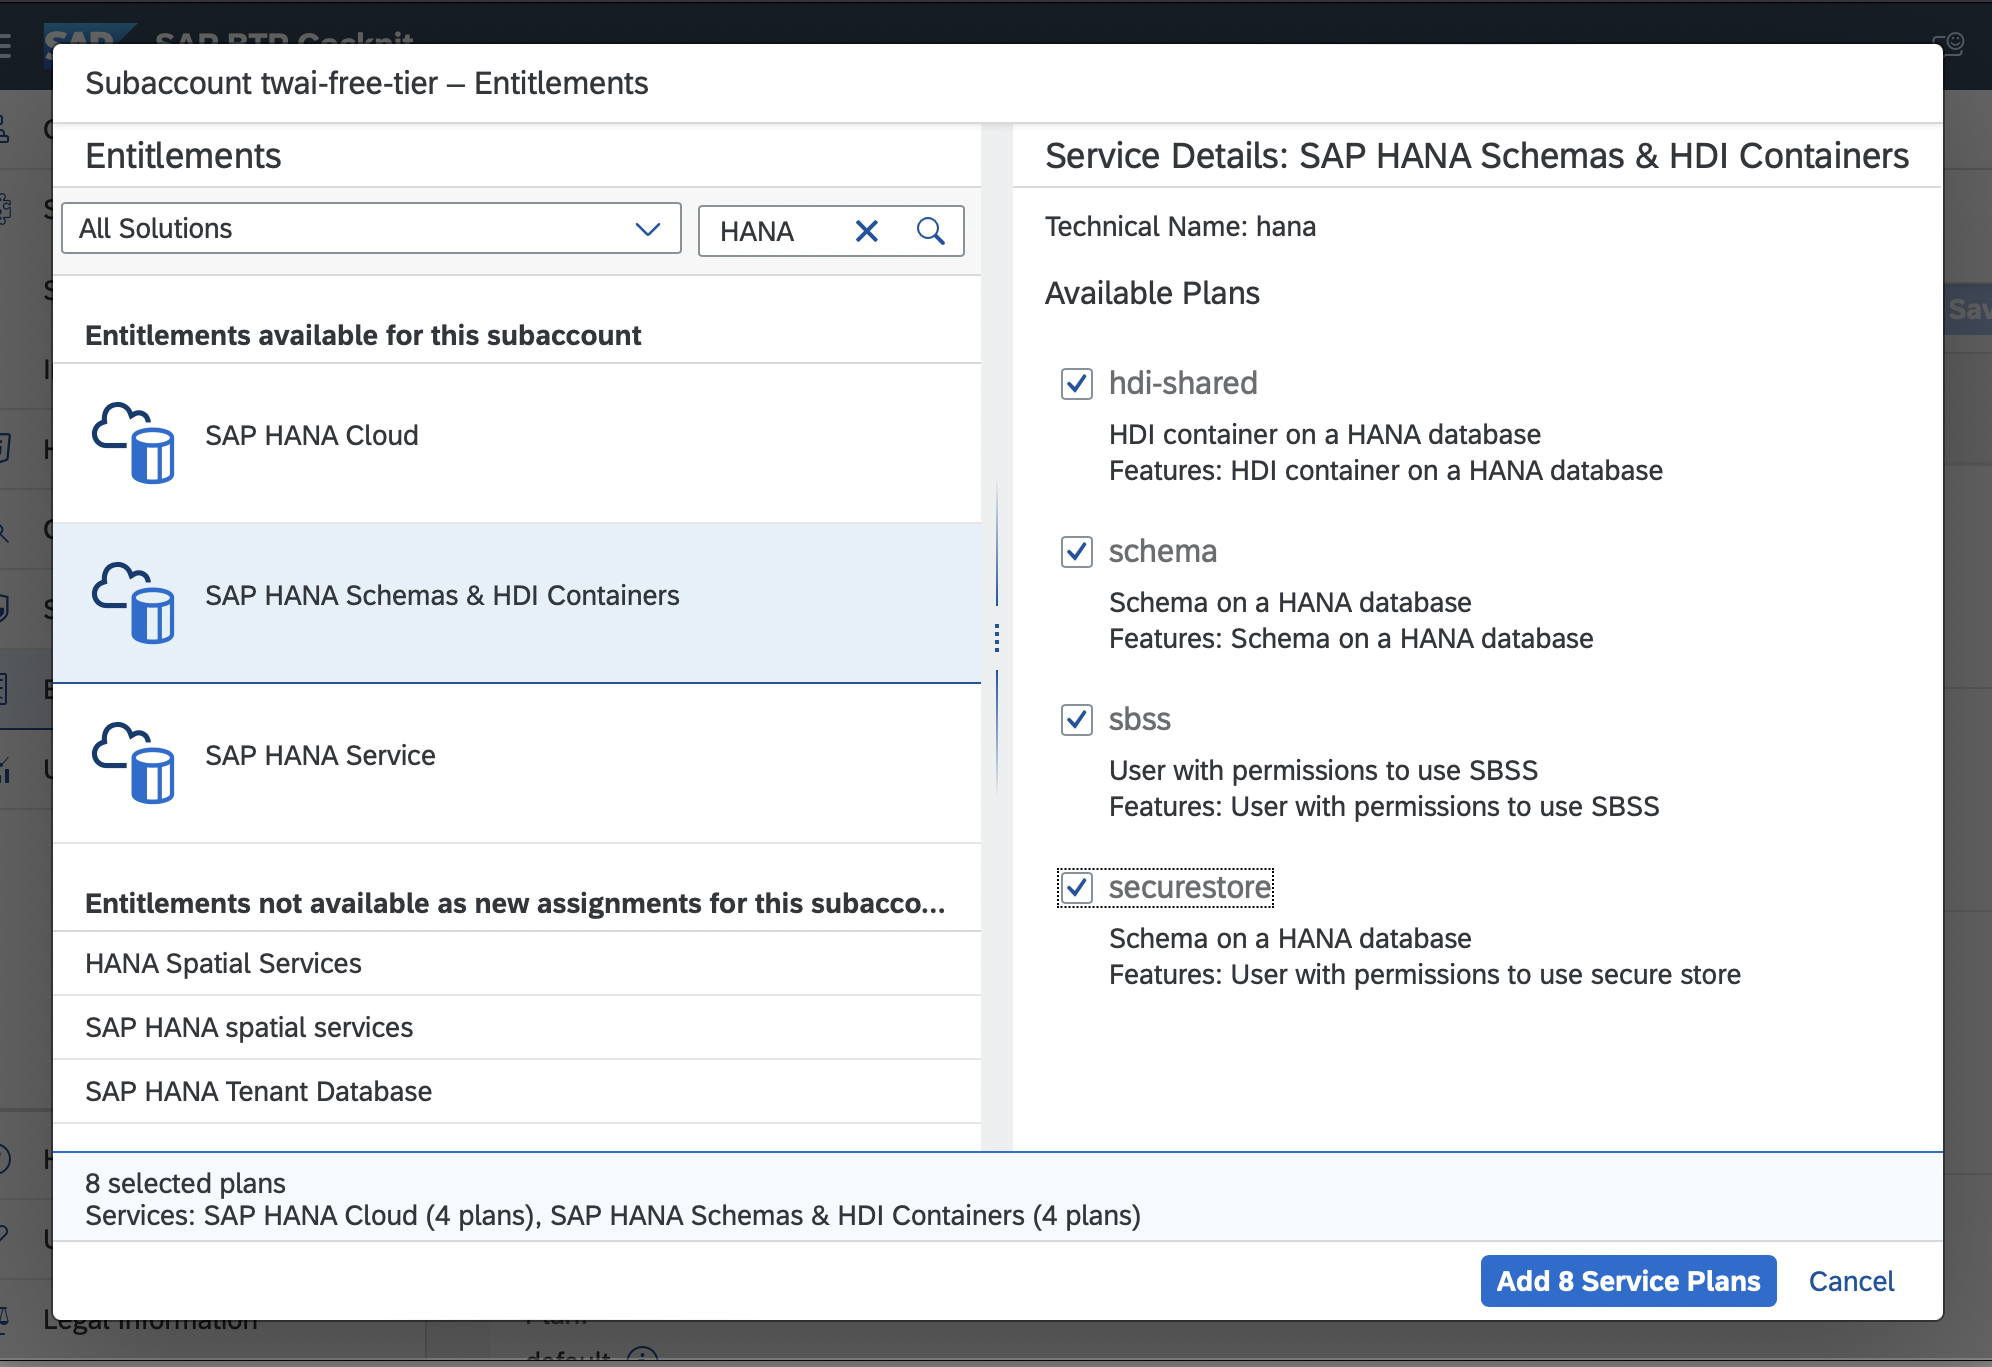 SAP BTP Cockpit
Subaccount twai-free-tier – Entitlements
Entitlements
All Solutions
HANA
Entitlements available for this subaccount
SAP HANA Cloud
SAP HANA Schemas & HDI Containers
SAP HANA Service
Entitlements not available as new assignments for this subacco...
HANA Spatial Services
SAP HANA spatial services
SAP HANA Tenant Database
Service Details: SAP HANA Schemas & HDI Containers
Technical Name: hana
Available Plans
hdi-shared
HDI container on a HANA database
Features: HDI container on a HANA database
schema
Schema on a HANA database
Features: Schema on a HANA database
sbss
User with permissions to use SBSS
Features: User with permissions to use SBSS
securestore
Schema on a HANA database
Features: User with permissions to use secure store
8 selected plans
Services: SAP HANA Cloud (4 plans), SAP HANA Schemas & HDI Containers (4 plans)
Add 8 Service Plans
Cancel
Legal Information
default